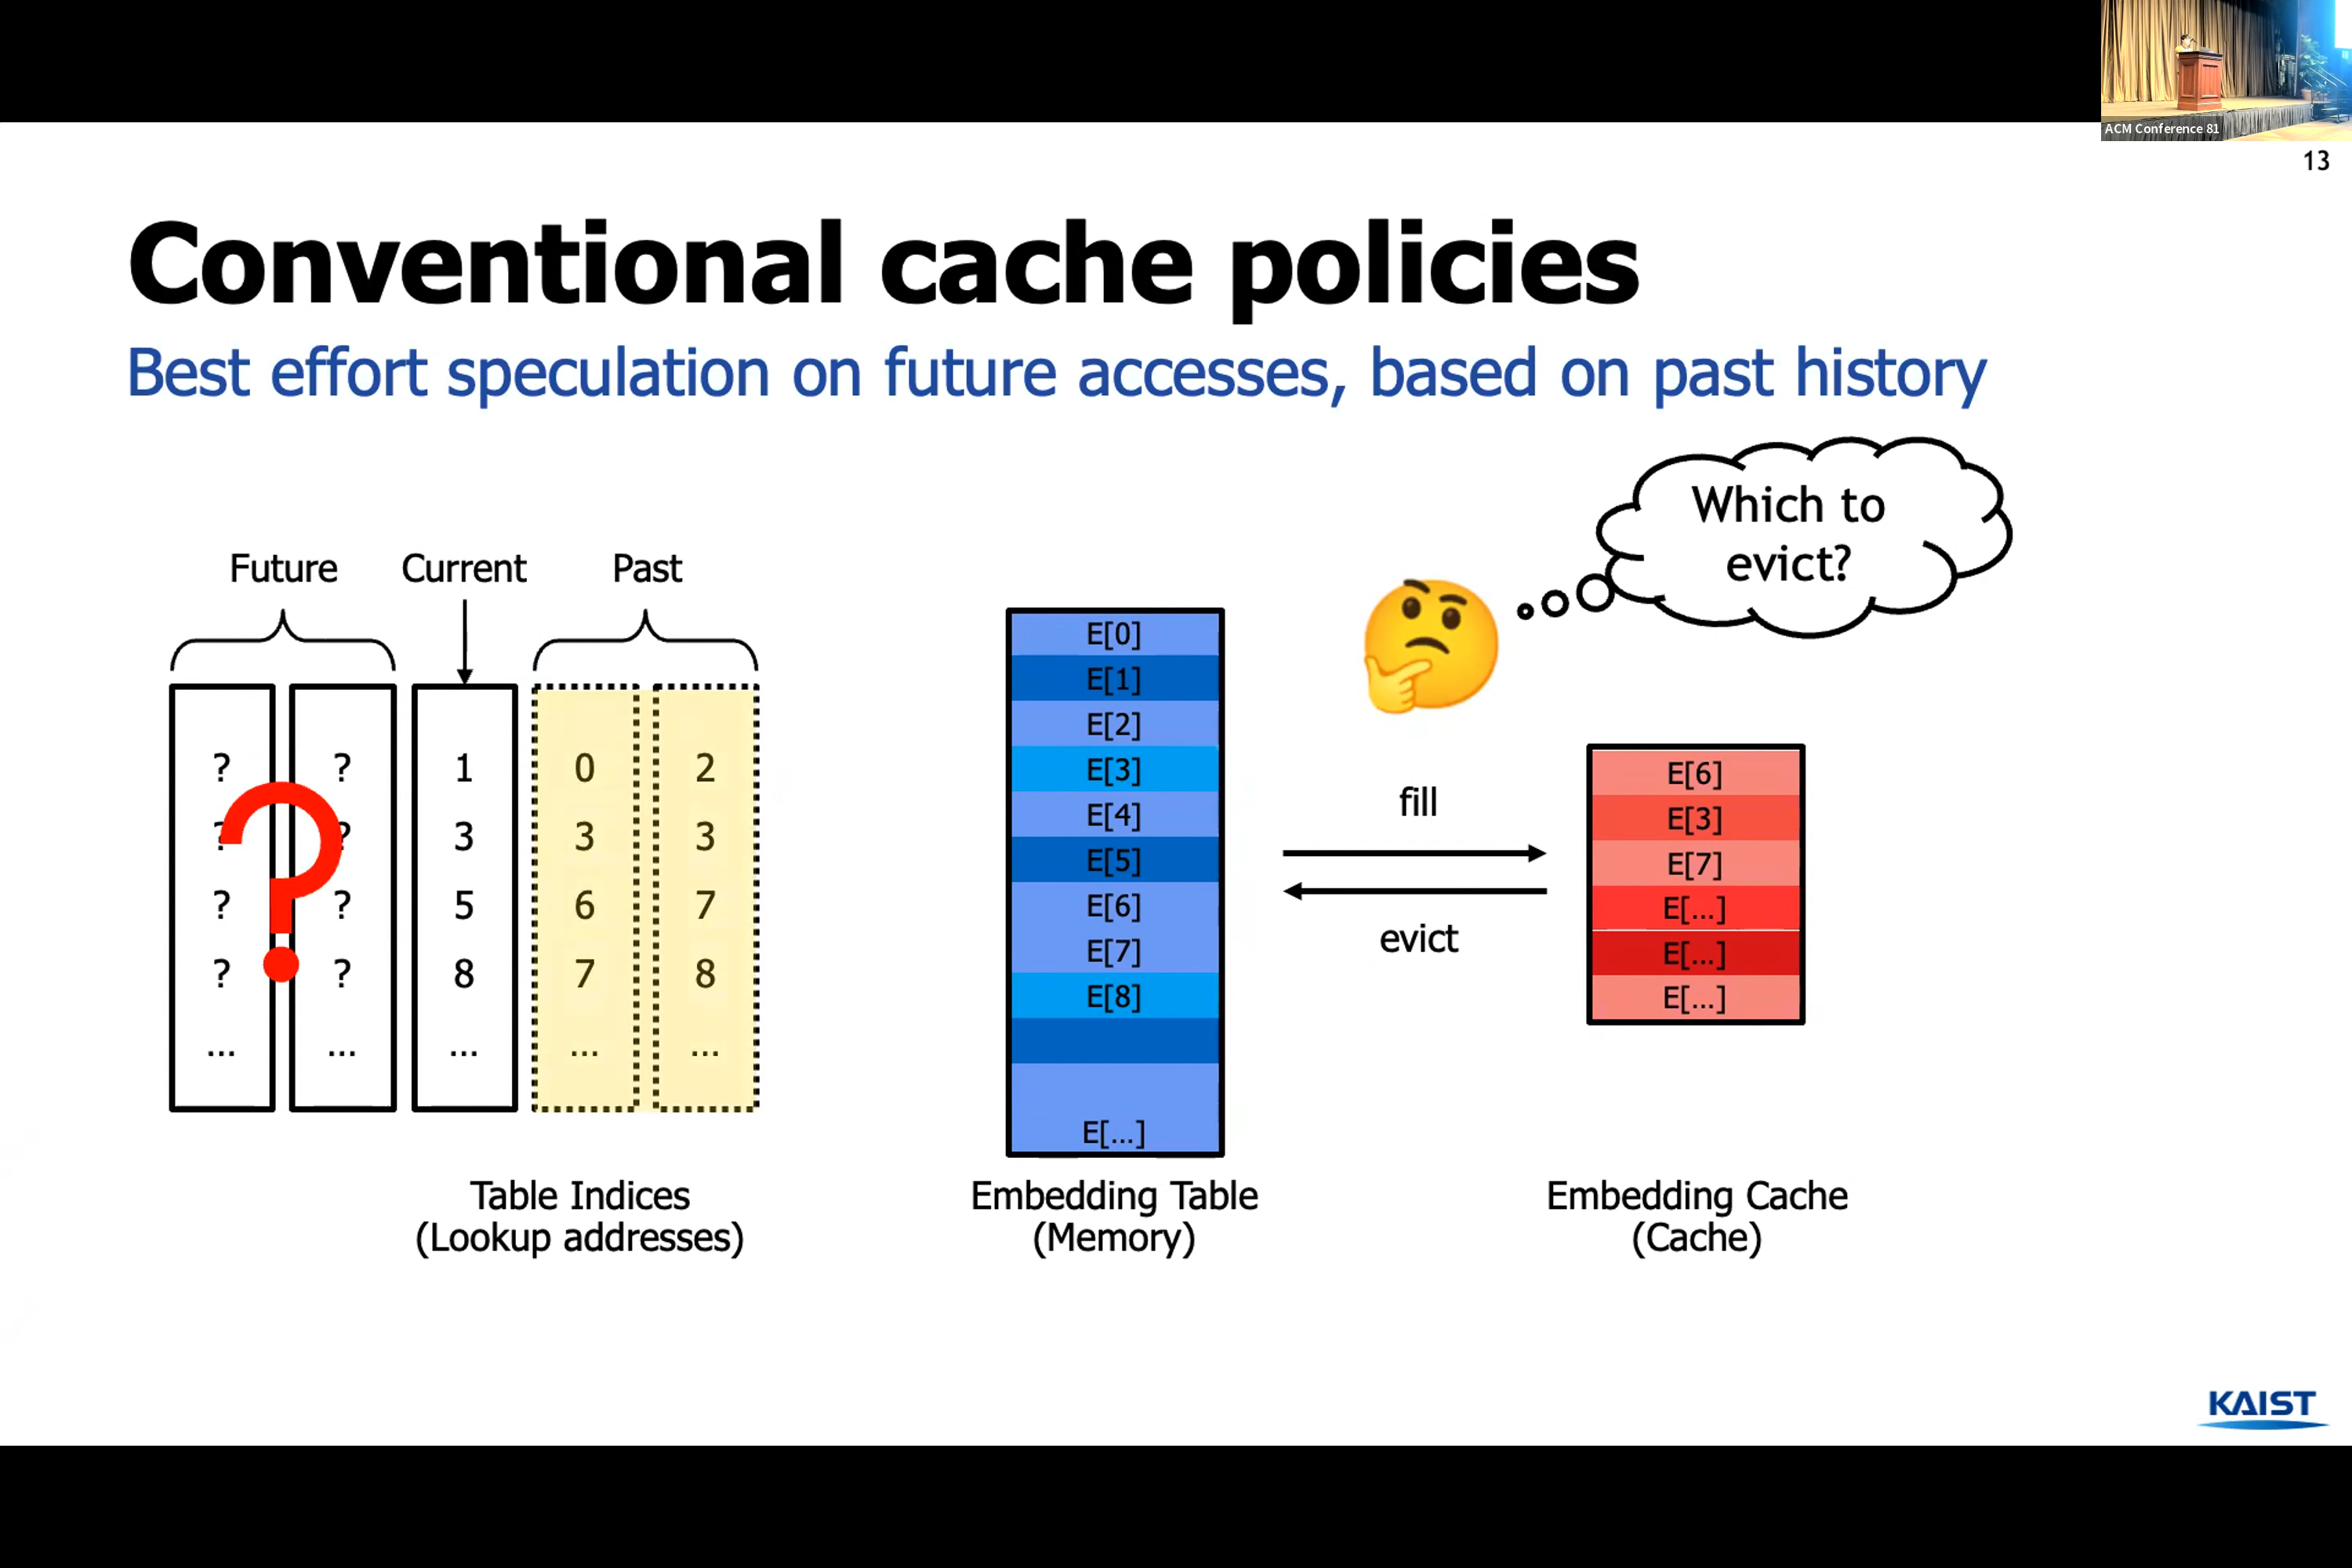 ACM Conference 81
13
Conventional cache policies
Best effort speculation on future accesses, based on past history
Which to
evict?
Future
Current
Past
? ? 1 0 2
? ? 3 3 3
? ? 5 6 7
? ? 8 7 8
... ... ... ... ...
?
Table Indices
(Lookup addresses)
E[0]
E[1]
E[2]
E[3]
E[4]
E[5]
E[6]
E[7]
E[8]
E[...]
Embedding Table
(Memory)
fill
evict
E[6]
E[3]
E[7]
E[...]
E[...]
E[...]
Embedding Cache
(Cache)
KAIST